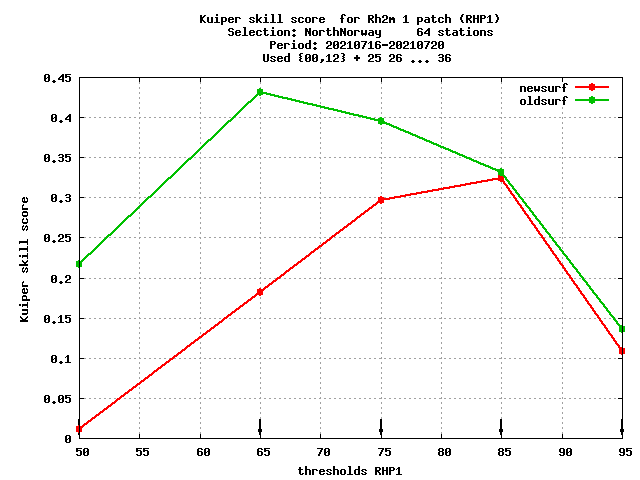 Kuiper skill score  for Rh2m 1 patch (RHP1)
Selection: NorthNorway     64 stations
Period: 20210716-20210720
Used {00,12} + 25 26 ... 36
newsurf
oldsurf
Kuiper skill score
0.45
0.4
0.35
0.3
0.25
0.2
0.15
0.1
0.05
0
50 55 60 65 70 75 80 85 90 95
thresholds RHP1